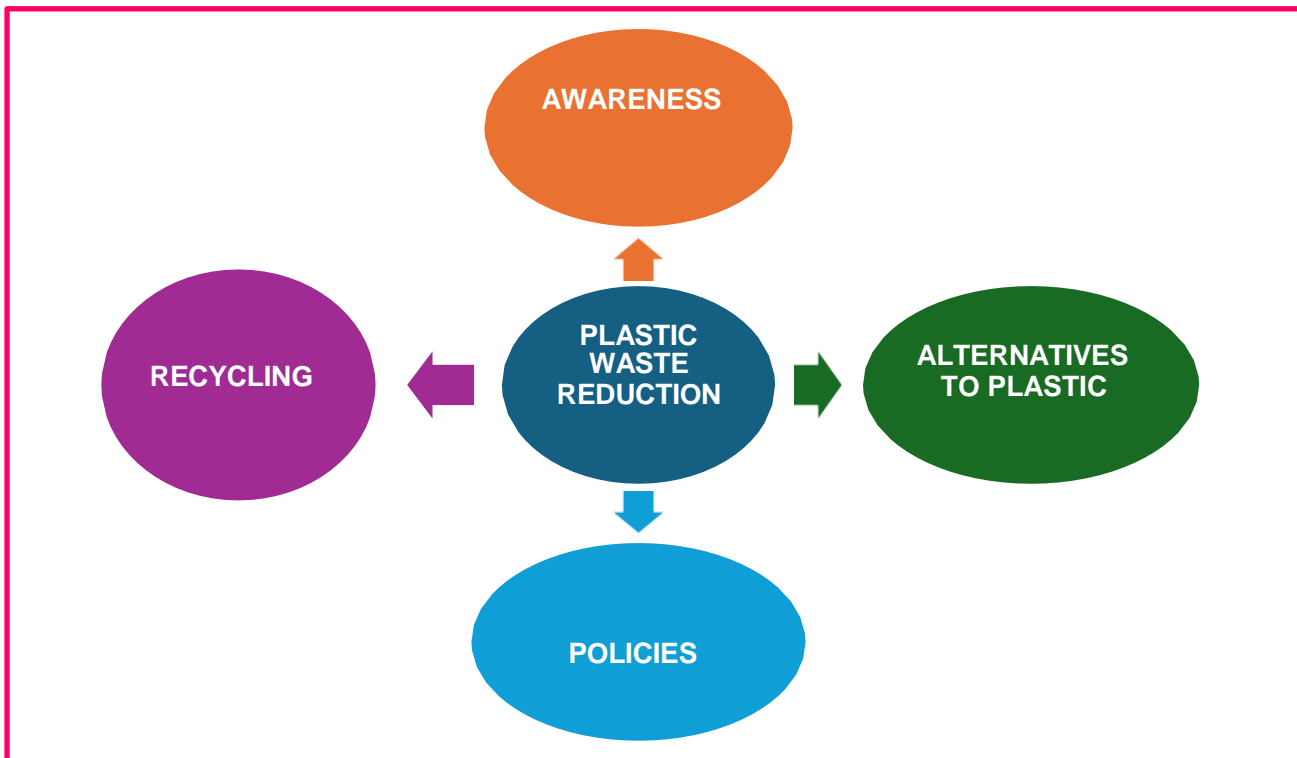 AWARENESS
RECYCLING
PLASTIC
WASTE
REDUCTION
ALTERNATIVES
TO PLASTIC
POLICIES